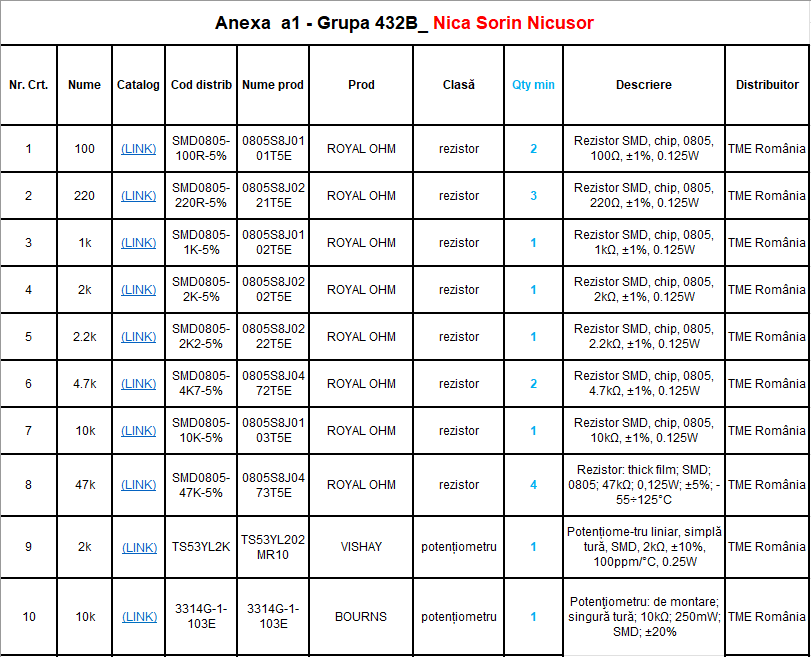 Anexa a1 - Grupa 432B_ Nica Sorin Nicusor
Nr. Crt. Nume Catalog Cod distrib Nume prod Prod Clasă Qty min Descriere Distribuitor
1 100 (LINK) SMD0805-100R-5% 0805S8J0101T5E ROYAL OHM rezistor 2 Rezistor SMD, chip, 0805, 100Ω, ±1%, 0.125W TME România
2 220 (LINK) SMD0805-220R-5% 0805S8J0221T5E ROYAL OHM rezistor 3 Rezistor SMD, chip, 0805, 220Ω, ±1%, 0.125W TME România
3 1k (LINK) SMD0805-1K-5% 0805S8J0102T5E ROYAL OHM rezistor 1 Rezistor SMD, chip, 0805, 1kΩ, ±1%, 0.125W TME România
4 2k (LINK) SMD0805-2K-5% 0805S8J0202T5E ROYAL OHM rezistor 1 Rezistor SMD, chip, 0805, 2kΩ, ±1%, 0.125W TME România
5 2.2k (LINK) SMD0805-2K2-5% 0805S8J0222T5E ROYAL OHM rezistor 1 Rezistor SMD, chip, 0805, 2.2kΩ, ±1%, 0.125W TME România
6 4.7k (LINK) SMD0805-4K7-5% 0805S8J0472T5E ROYAL OHM rezistor 2 Rezistor SMD, chip, 0805, 4.7kΩ, ±1%, 0.125W TME România
7 10k (LINK) SMD0805-10K-5% 0805S8J0103T5E ROYAL OHM rezistor 1 Rezistor SMD, chip, 0805, 10kΩ, ±1%, 0.125W TME România
8 47k (LINK) SMD0805-47K-5% 0805S8J0473T5E ROYAL OHM rezistor 4 Rezistor: thick film; SMD; 0805; 47kΩ; 0,125W; ±5%; -55÷125°C TME România
9 2k (LINK) TS53YL2K TS53YL202MR10 VISHAY potențiometru 1 Potențiome-tru liniar, simplă tură, SMD, 2kΩ, ±10%, 100ppm/°C, 0.25W TME România
10 10k (LINK) 3314G-1-103E 3314G-1-103E BOURNS potențiometru 1 Potenţiometru: de montare; singură tură; 10kΩ; 250mW; SMD; ±20% TME România